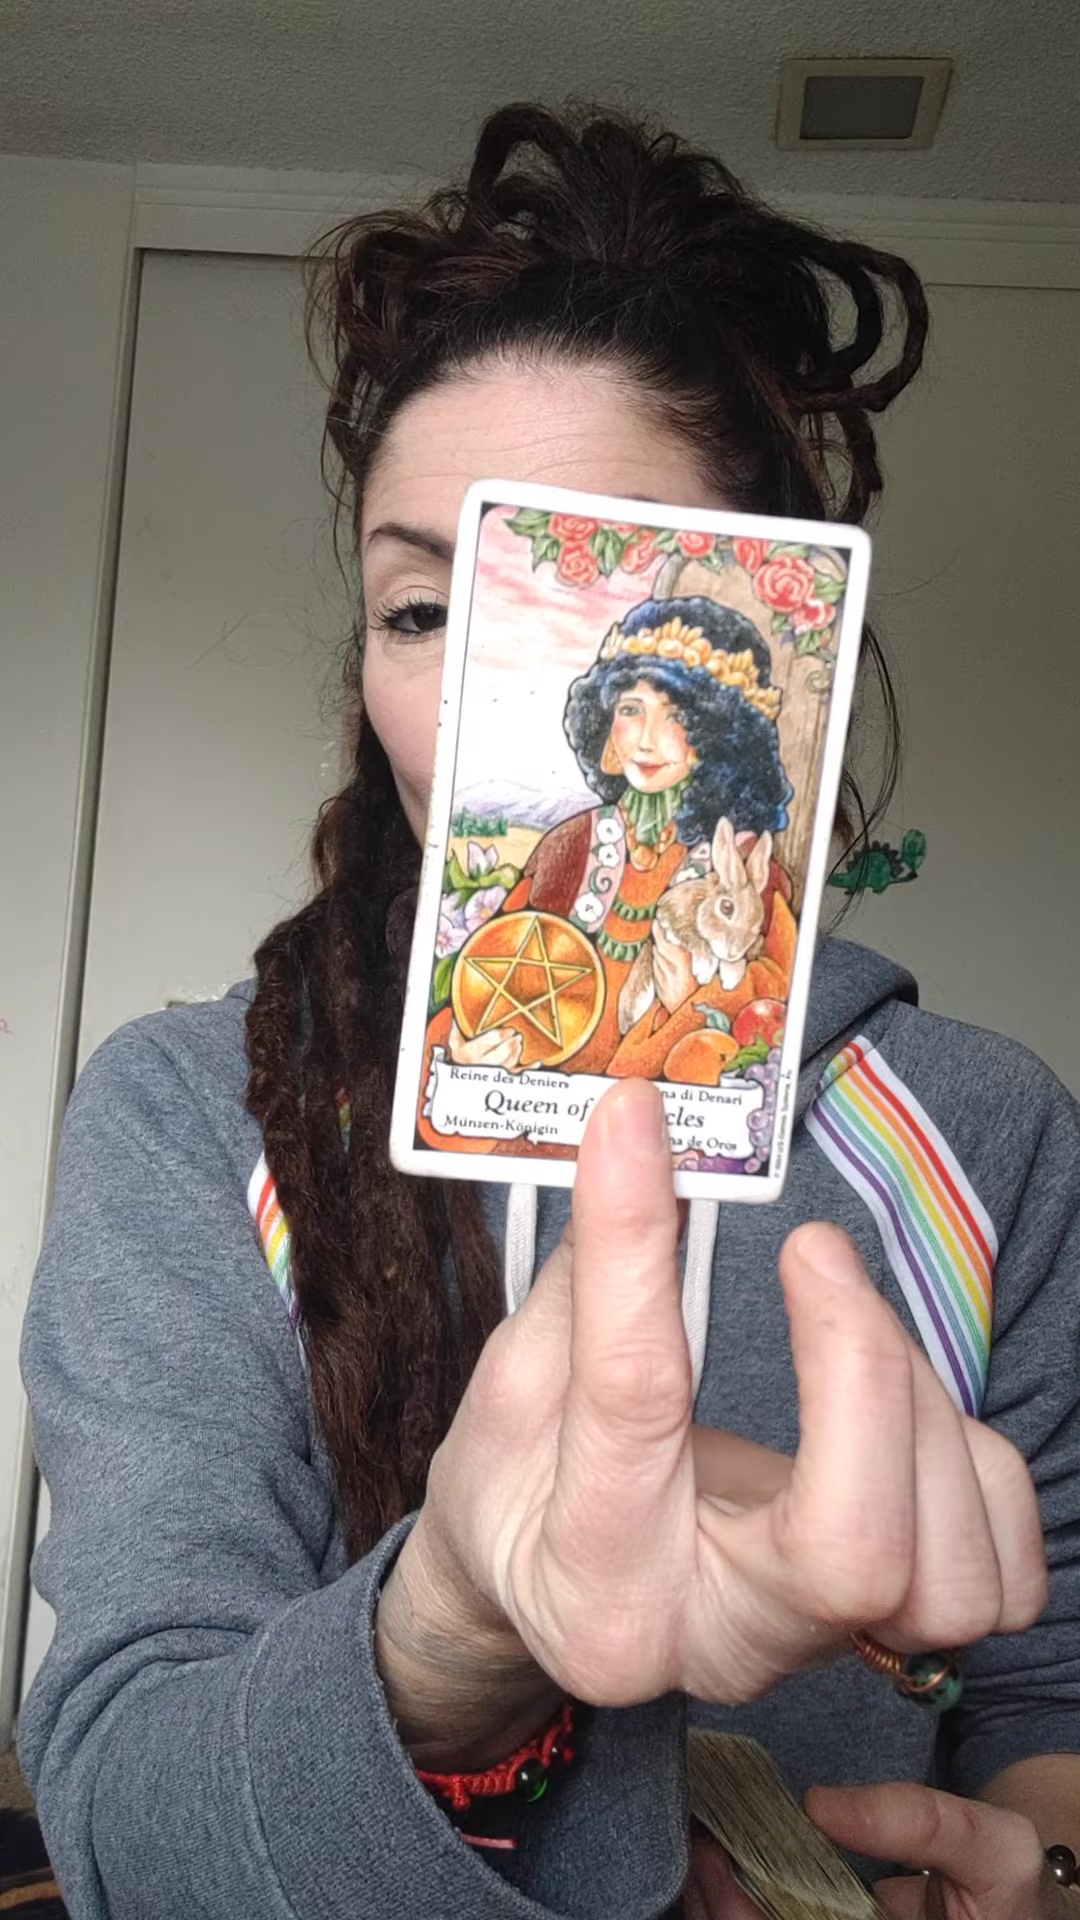 Reine des Deniers na di Denari
Queen of cles
Münzen-Königin na de Oros